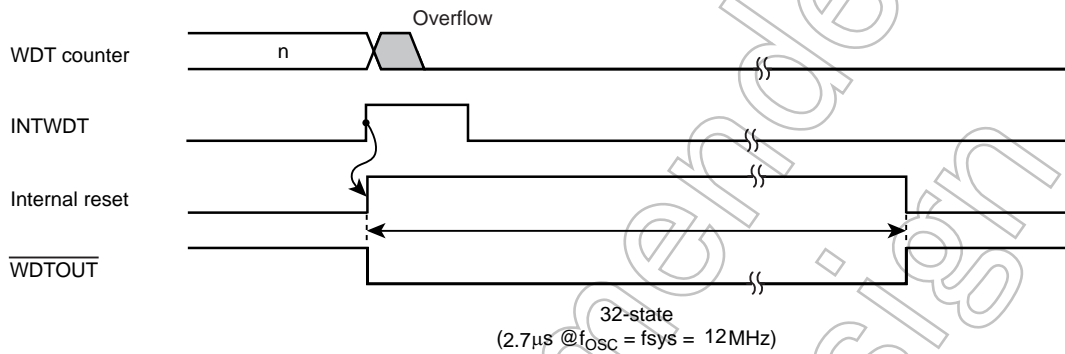 Overflow
WDT counter
n
INTWDT
Internal reset
WDTOUT
32-state
(2.7μs @fOSC = fsys = 12MHz)